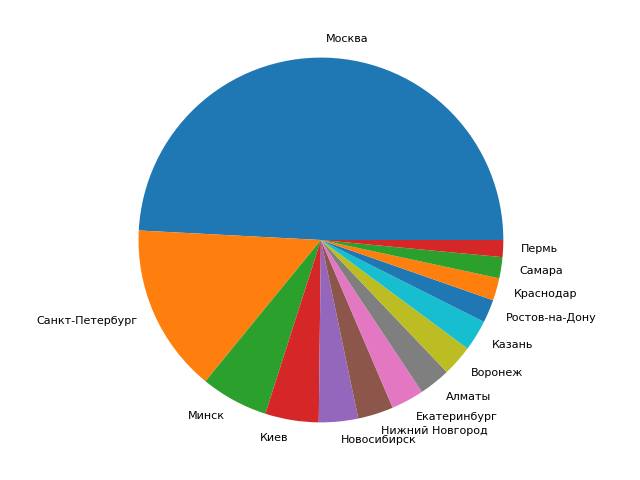 Москва
Санкт-Петербург
Минск
Киев
Новосибирск
Нижний Новгород
Екатеринбург
Алматы
Воронеж
Казань
Ростов-на-Дону
Краснодар
Самара
Пермь